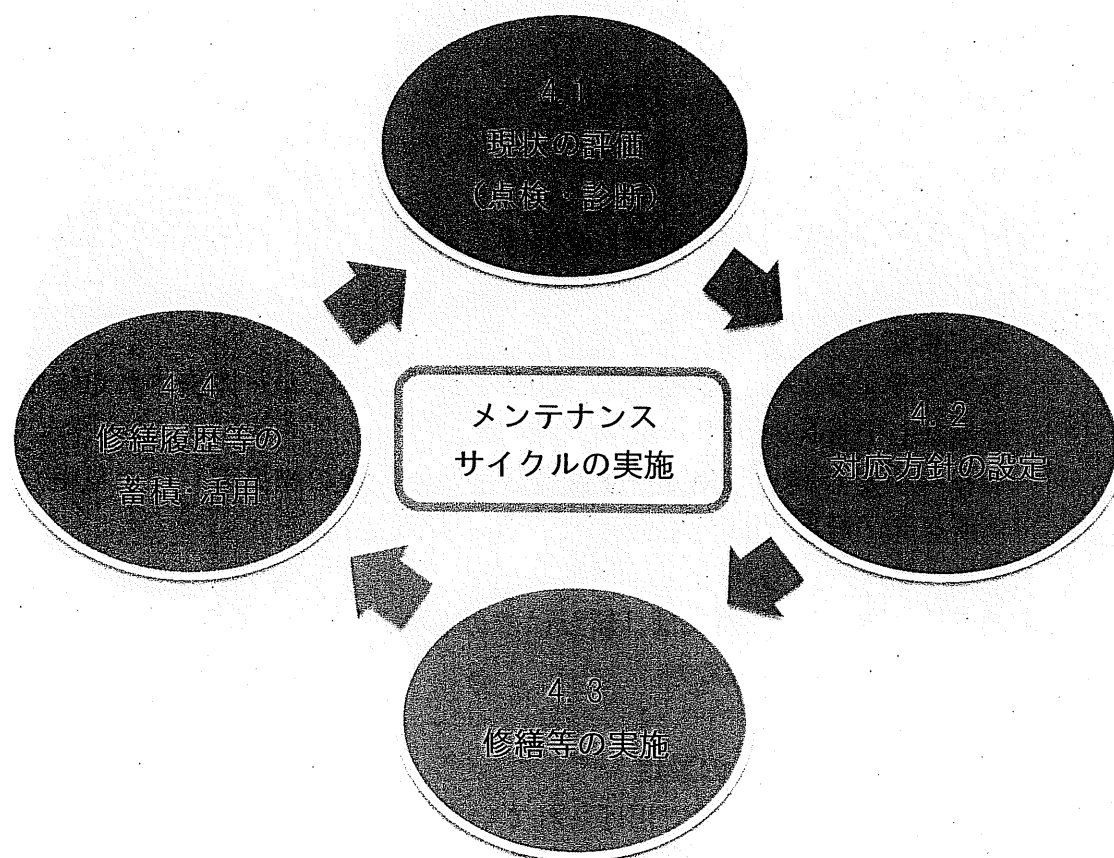 4.1
現状の評価
（点検・診断）
4.2
対応方針の設定
4.3
修繕等の実施
4.4
修繕履歴等の
蓄積・活用
メンテナンス
サイクルの実施